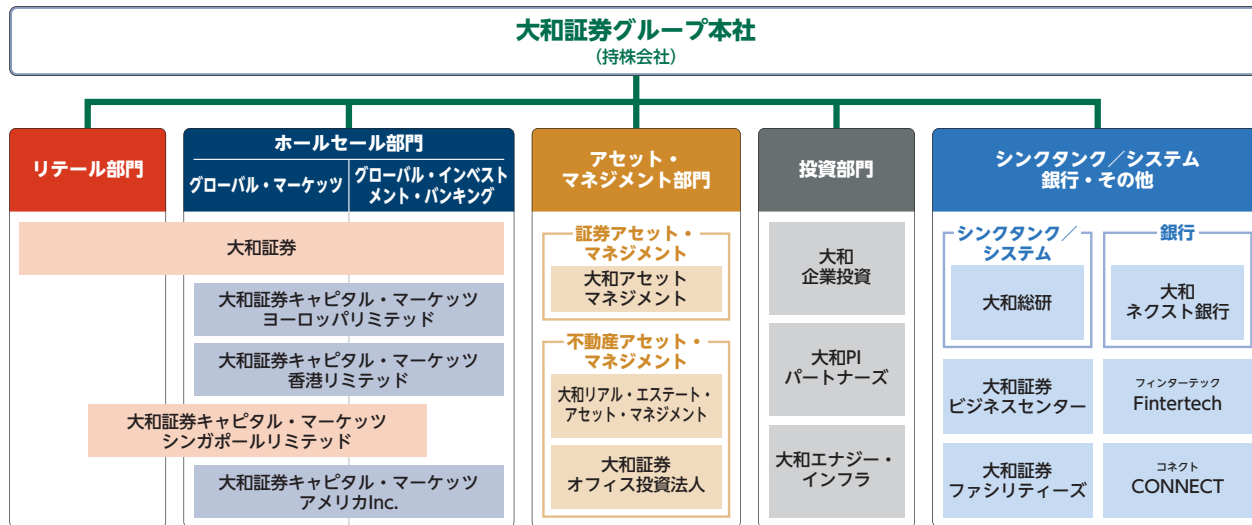 大和証券グループ本社
(持株会社)
リテール部門
ホールセール部門
グローバル・マーケッツ
グローバル・インベスト
メント・バンキング
大和証券
大和証券キャピタル・マーケッツ
ヨーロッパリミテッド
大和証券キャピタル・マーケッツ
香港リミテッド
大和証券キャピタル・マーケッツ
シンガポールリミテッド
大和証券キャピタル・マーケッツ
アメリカInc.
アセット・
マネジメント部門
証券アセット・
マネジメント
大和アセット
マネジメント
不動産アセット・
マネジメント
大和リアル・エステート・
アセット・マネジメント
大和証券
オフィス投資法人
投資部門
大和
企業投資
大和PI
パートナーズ
大和エナジー・
インフラ
シンクタンク／システム
銀行・その他
シンクタンク／
システム
大和総研
銀行
大和
ネクスト銀行
大和証券
ビジネスセンター
フィンターテック
Fintertech
大和証券
ファシリティーズ
コネクト
CONNECT